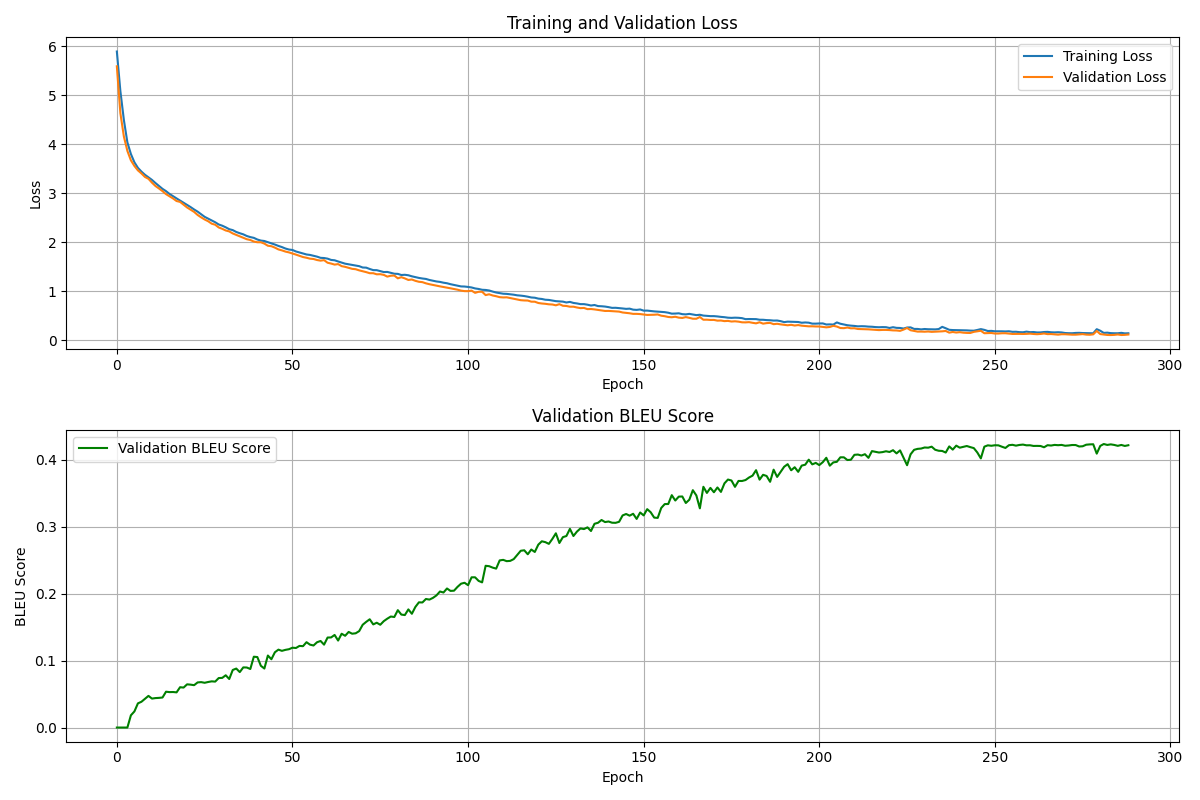 Training and Validation Loss
6
5
4
3
2
1
0
Loss
Training Loss
Validation Loss
0 50 100 150 200 250 300
Epoch
Validation BLEU Score
0.4
0.3
0.2
0.1
0.0
BLEU Score
Validation BLEU Score
0 50 100 150 200 250 300
Epoch